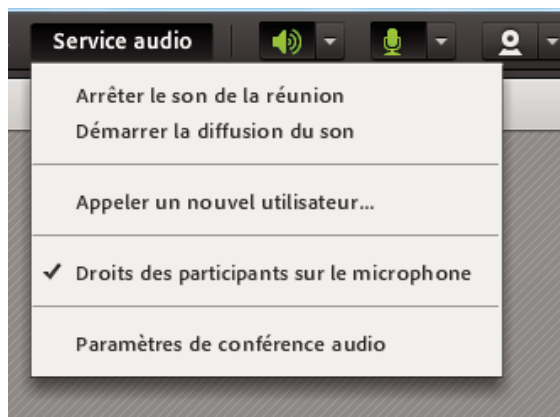 Service audio
Arrêter le son de la réunion
Démarrer la diffusion du son
Appeler un nouvel utilisateur...
Droits des participants sur le microphone
Paramètres de conférence audio